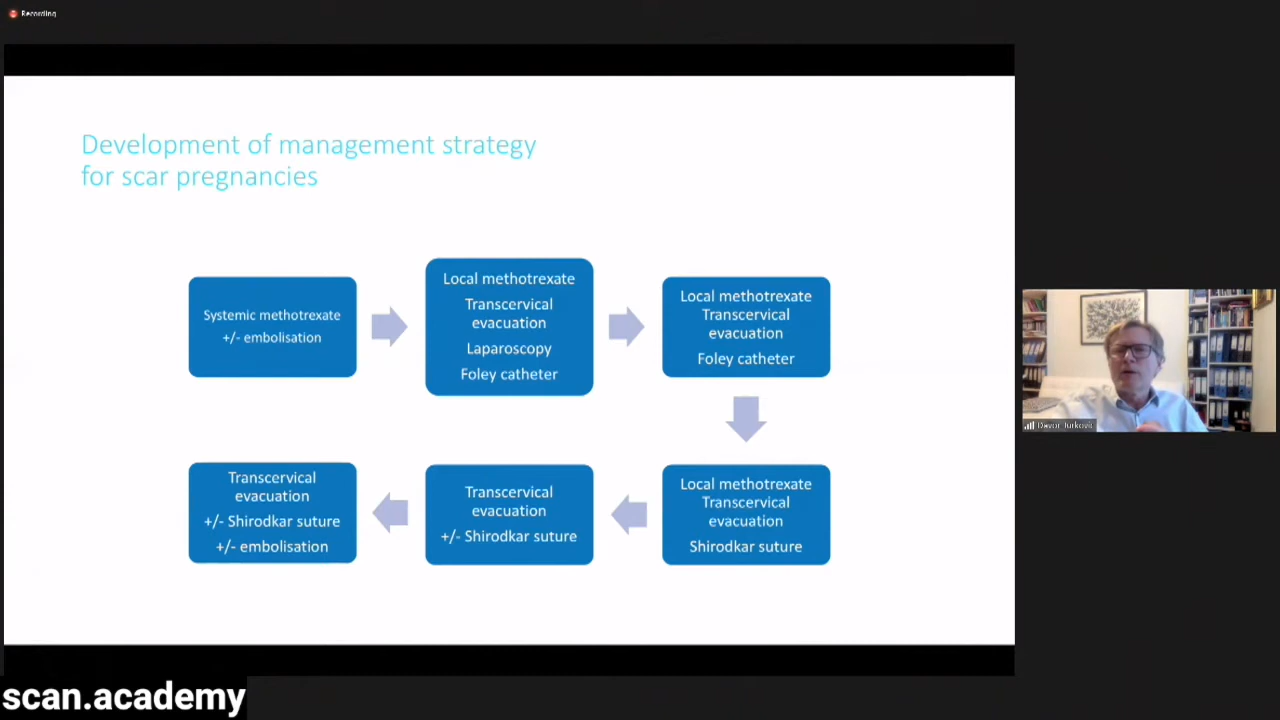 Recording
Development of management strategy
for scar pregnancies
Systemic methotrexate
+/- embolisation
Local methotrexate
Transcervical
evacuation
Laparoscopy
Foley catheter
Local methotrexate
Transcervical
evacuation
Foley catheter
Local methotrexate
Transcervical
evacuation
Shirodkar suture
Transcervical
evacuation
+/- Shirodkar suture
Transcervical
evacuation
+/- Shirodkar suture
+/- embolisation
Davor Jurkovic
scan.academy